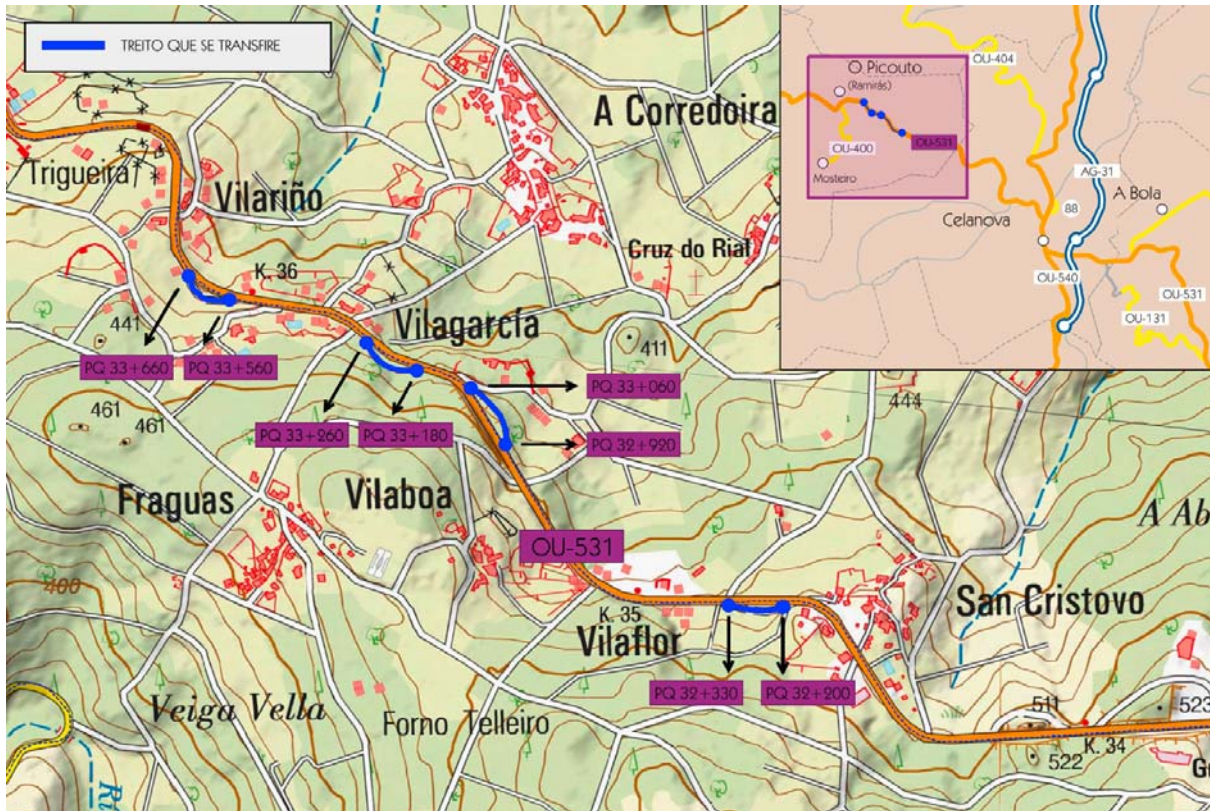 TREITO QUE SE TRANSFIRE
OU-404
O Picouto
(Ramirás)
OU-531
OU-400
Mosteiro
AG-31
A Bola
88
Celanova
OU-540
OU-531
OU-131
A Corredoira
Trigueira
Vilariño
Cruz do Rial
K. 36
Vilagarcía
441
411
PQ 33+660
PQ 33+560
PQ 33+060
444
461
461
PQ 33+260
PQ 33+180
PQ 32+920
Fraguas
Vilaboa
A Ab
OU-531
400
San Cristovo
K. 35
Vilaflor
PQ 32+330
PQ 32+200
Veiga Vella
Forno Telleiro
511
523
K. 34
522